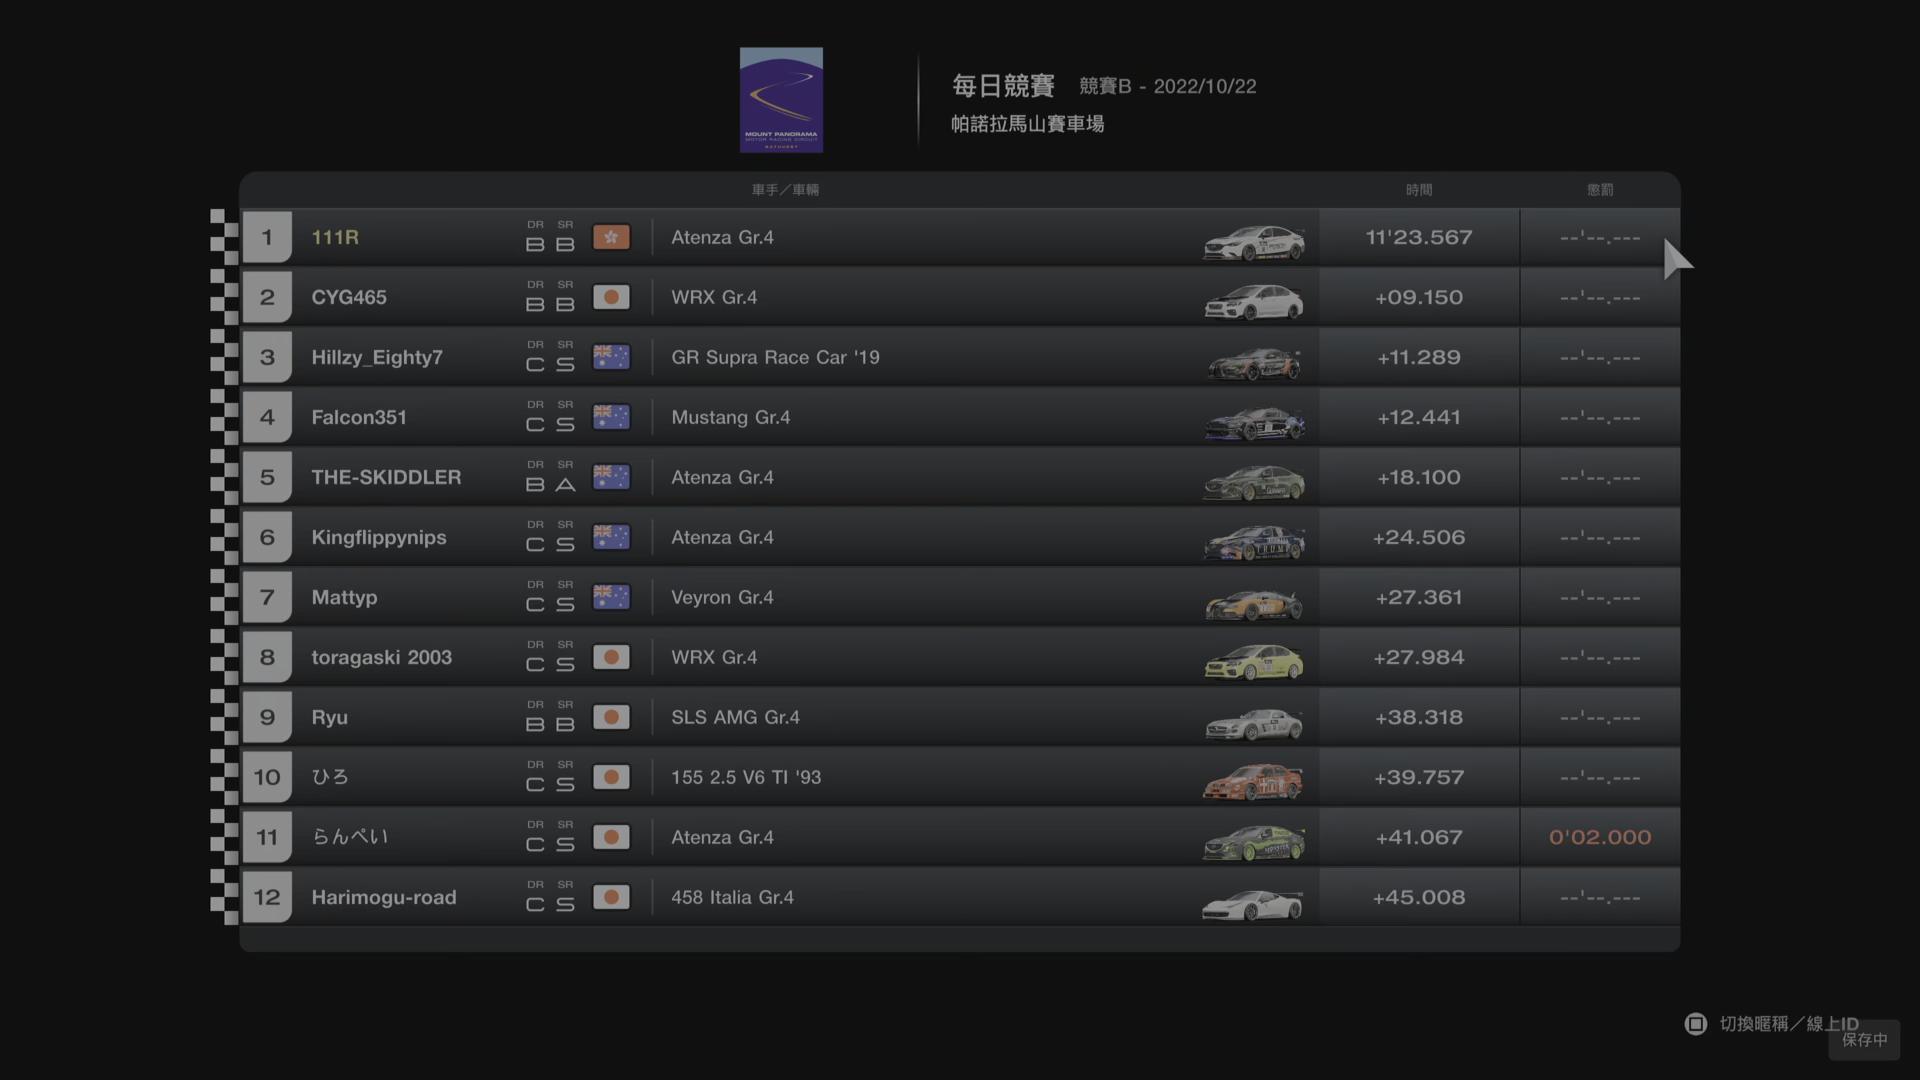 MOUNT PANORAMA
MOTOR RACING CIRCUIT
BATHURST
每日競賽 競賽B - 2022/10/22
帕諾拉馬山賽車場
車手／車輛 時間 懲罰
1 111R DR B SR B Atenza Gr.4 11'23.567 --'--.---
2 CYG465 DR B SR B WRX Gr.4 +09.150 --'--.---
3 Hillzy_Eighty7 DR C SR S GR Supra Race Car '19 +11.289 --'--.---
4 Falcon351 DR C SR S Mustang Gr.4 +12.441 --'--.---
5 THE-SKIDDLER DR B SR A Atenza Gr.4 +18.100 --'--.---
6 Kingflippynips DR C SR S Atenza Gr.4 TRUMP +24.506 --'--.---
7 Mattyp DR C SR S Veyron Gr.4 +27.361 --'--.---
8 toragaski 2003 DR C SR S WRX Gr.4 +27.984 --'--.---
9 Ryu DR B SR B SLS AMG Gr.4 +38.318 --'--.---
10 ひろ DR C SR S 155 2.5 V6 TI '93 +39.757 --'--.---
11 らんぺい DR C SR S Atenza Gr.4 +41.067 0'02.000
12 Harimogu-road DR C SR S 458 Italia Gr.4 +45.008 --'--.---
切換暱稱／線上ID
保存中